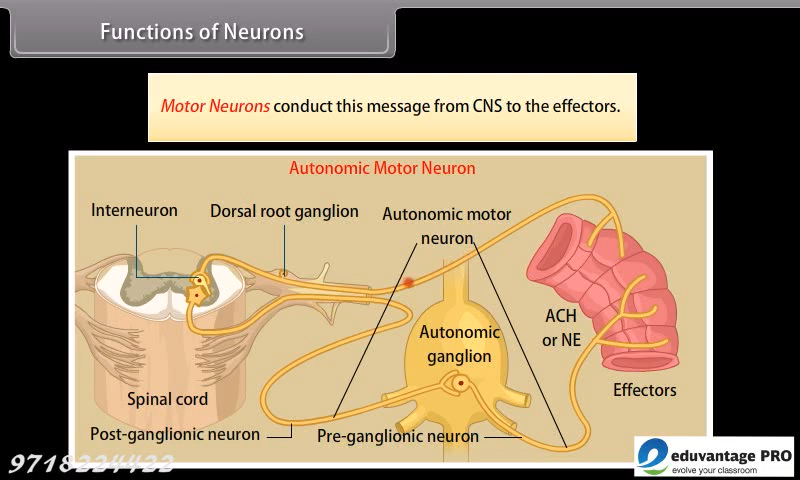 Functions of Neurons
Motor Neurons conduct this message from CNS to the effectors.
Autonomic Motor Neuron
Interneuron
Dorsal root ganglion
Autonomic motor
neuron
Autonomic
ganglion
ACH
or NE
Effectors
Spinal cord
Post-ganglionic neuron
Pre-ganglionic neuron
9718224422
eduvantage PRO
evolve your classroom